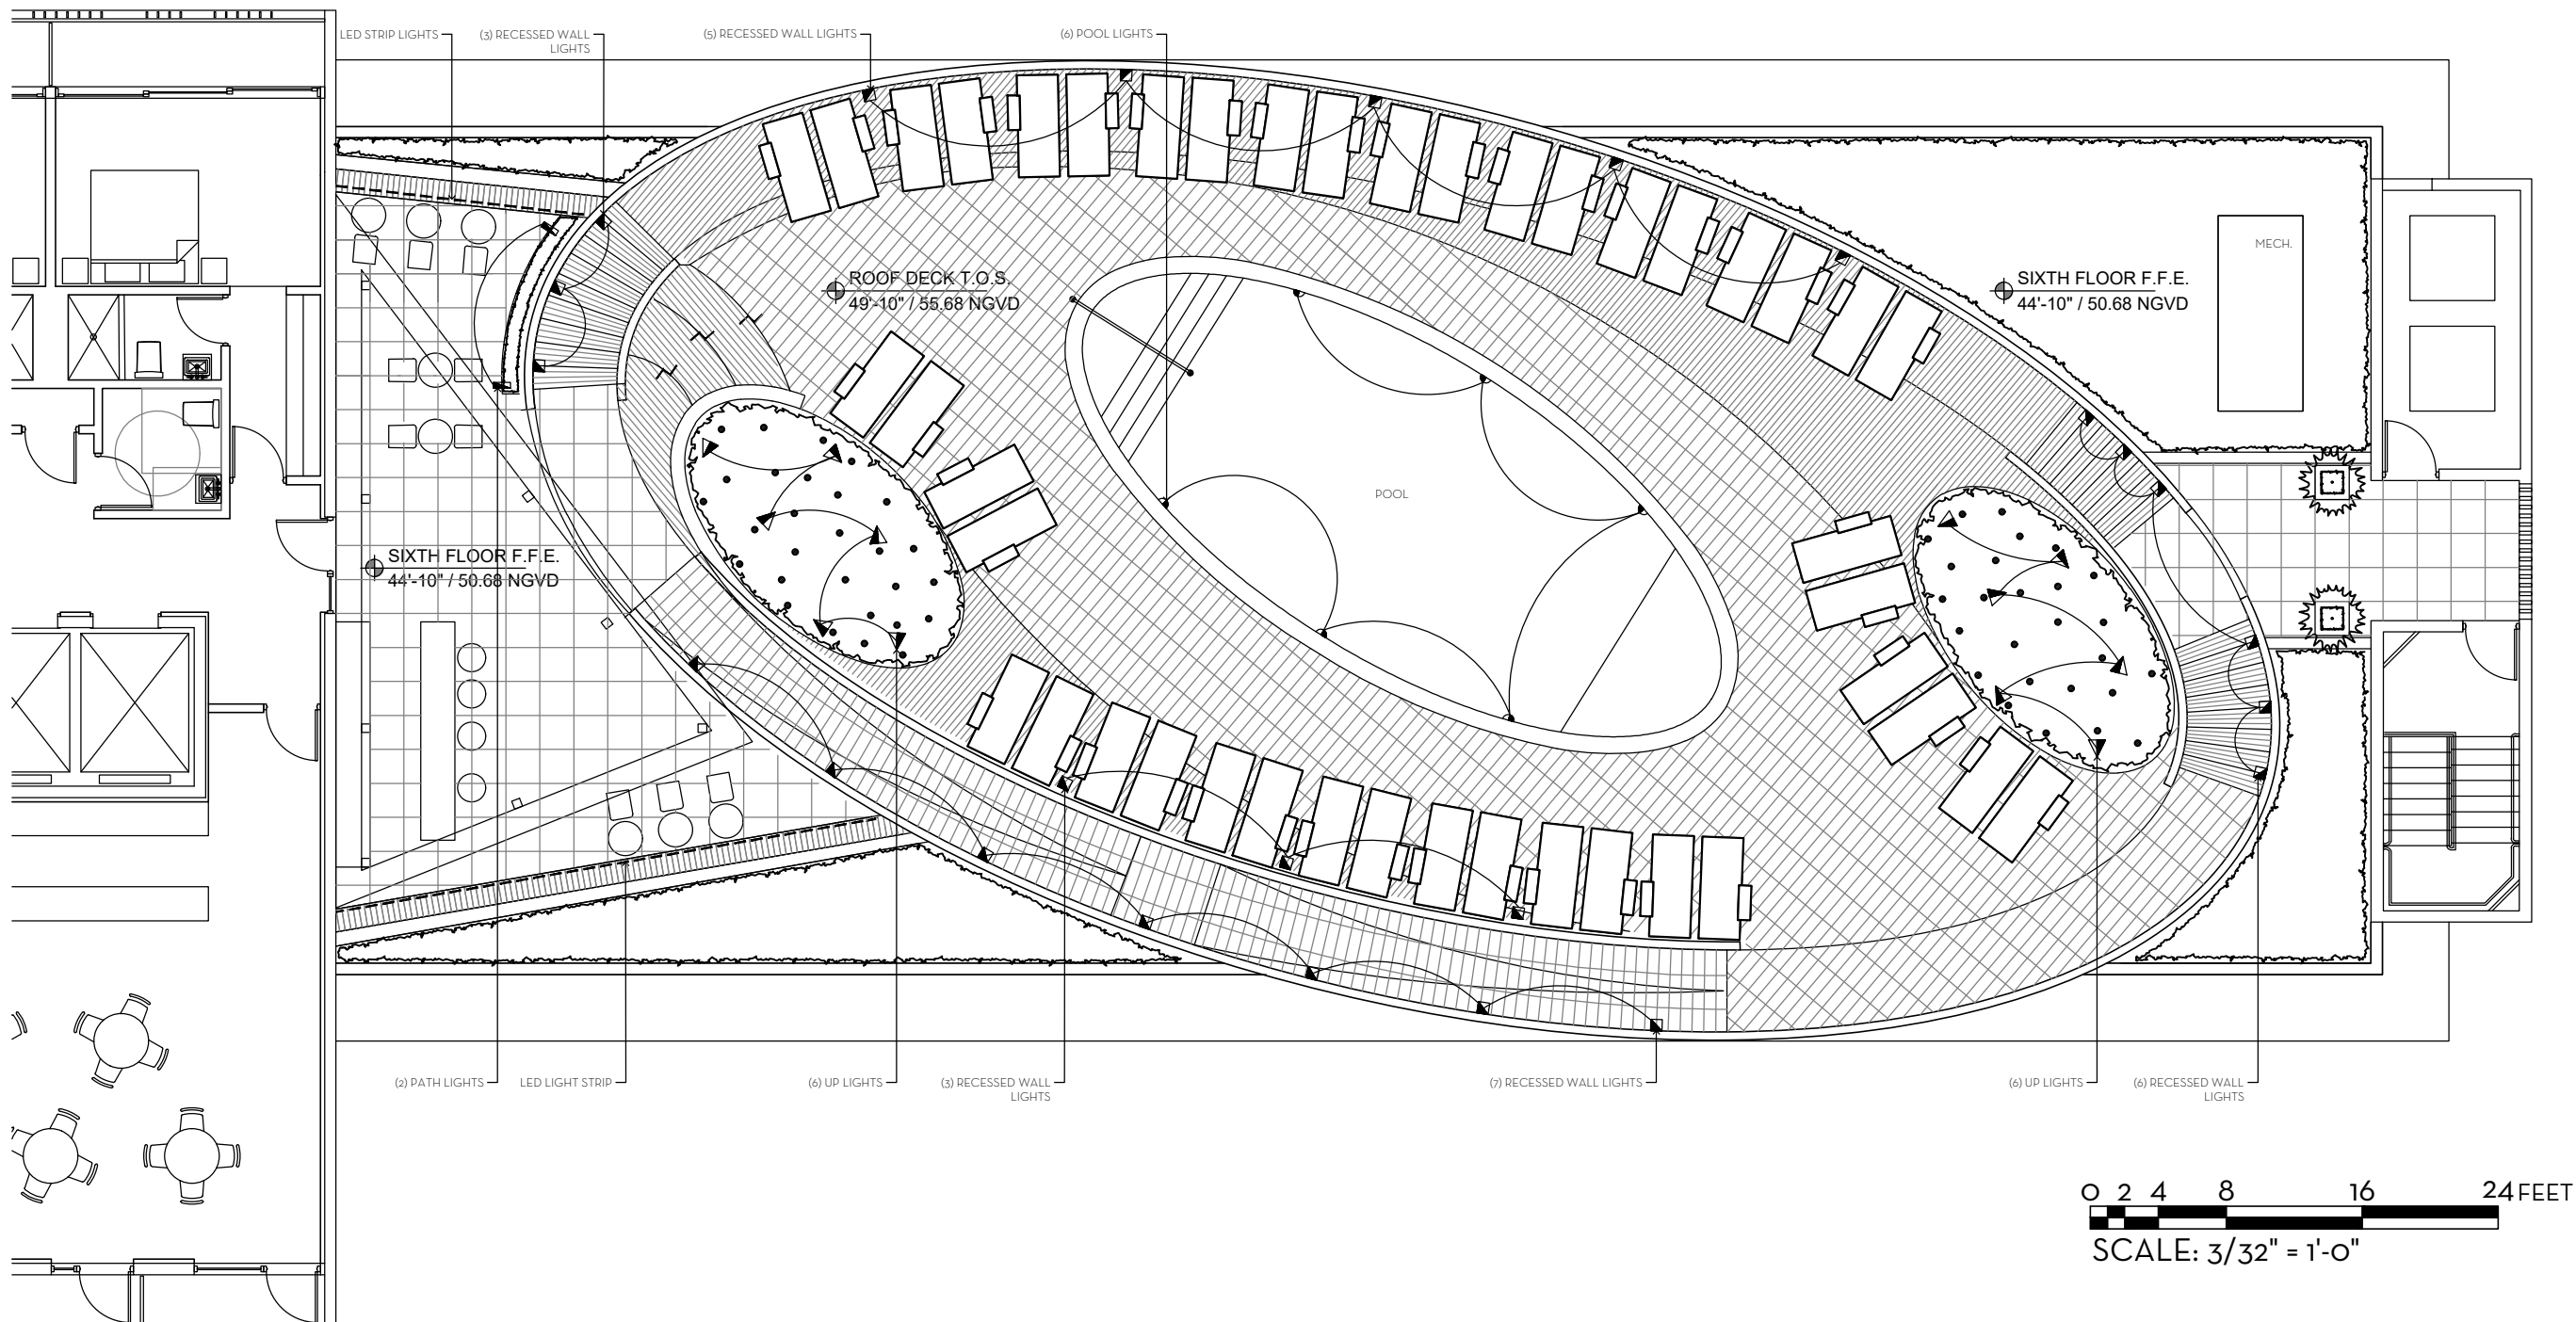 LED STRIP LIGHTS
(3) RECESSED WALL
LIGHTS
(5) RECESSED WALL LIGHTS
(6) POOL LIGHTS
MECH.
ROOF DECK T.O.S.
49'-10" / 55.68 NGVD
SIXTH FLOOR F.F.E.
44'-10" / 50.68 NGVD
POOL
SIXTH FLOOR F.F.E.
44'-10" / 50.68 NGVD
(2) PATH LIGHTS
LED LIGHT STRIP
(6) UP LIGHTS
(3) RECESSED WALL
LIGHTS
(7) RECESSED WALL LIGHTS
(6) UP LIGHTS
(6) RECESSED WALL
LIGHTS
0 2 4 8 16 24 FEET
SCALE: 3/32" = 1'-0"